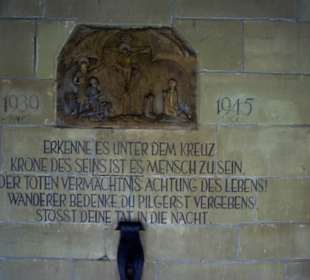 1939 1945
ERKENNE ES UNTER DEM KREUZ
KRONE DES SEINS IST ES MENSCH ZU SEIN.
DER TOTEN VERMÄCHTNIS ACHTUNG DES LEBENS!
WANDERER BEDENKE DU PILGERST VERGEBENS,
STÖSST DEINE TAT IN DIE NACHT